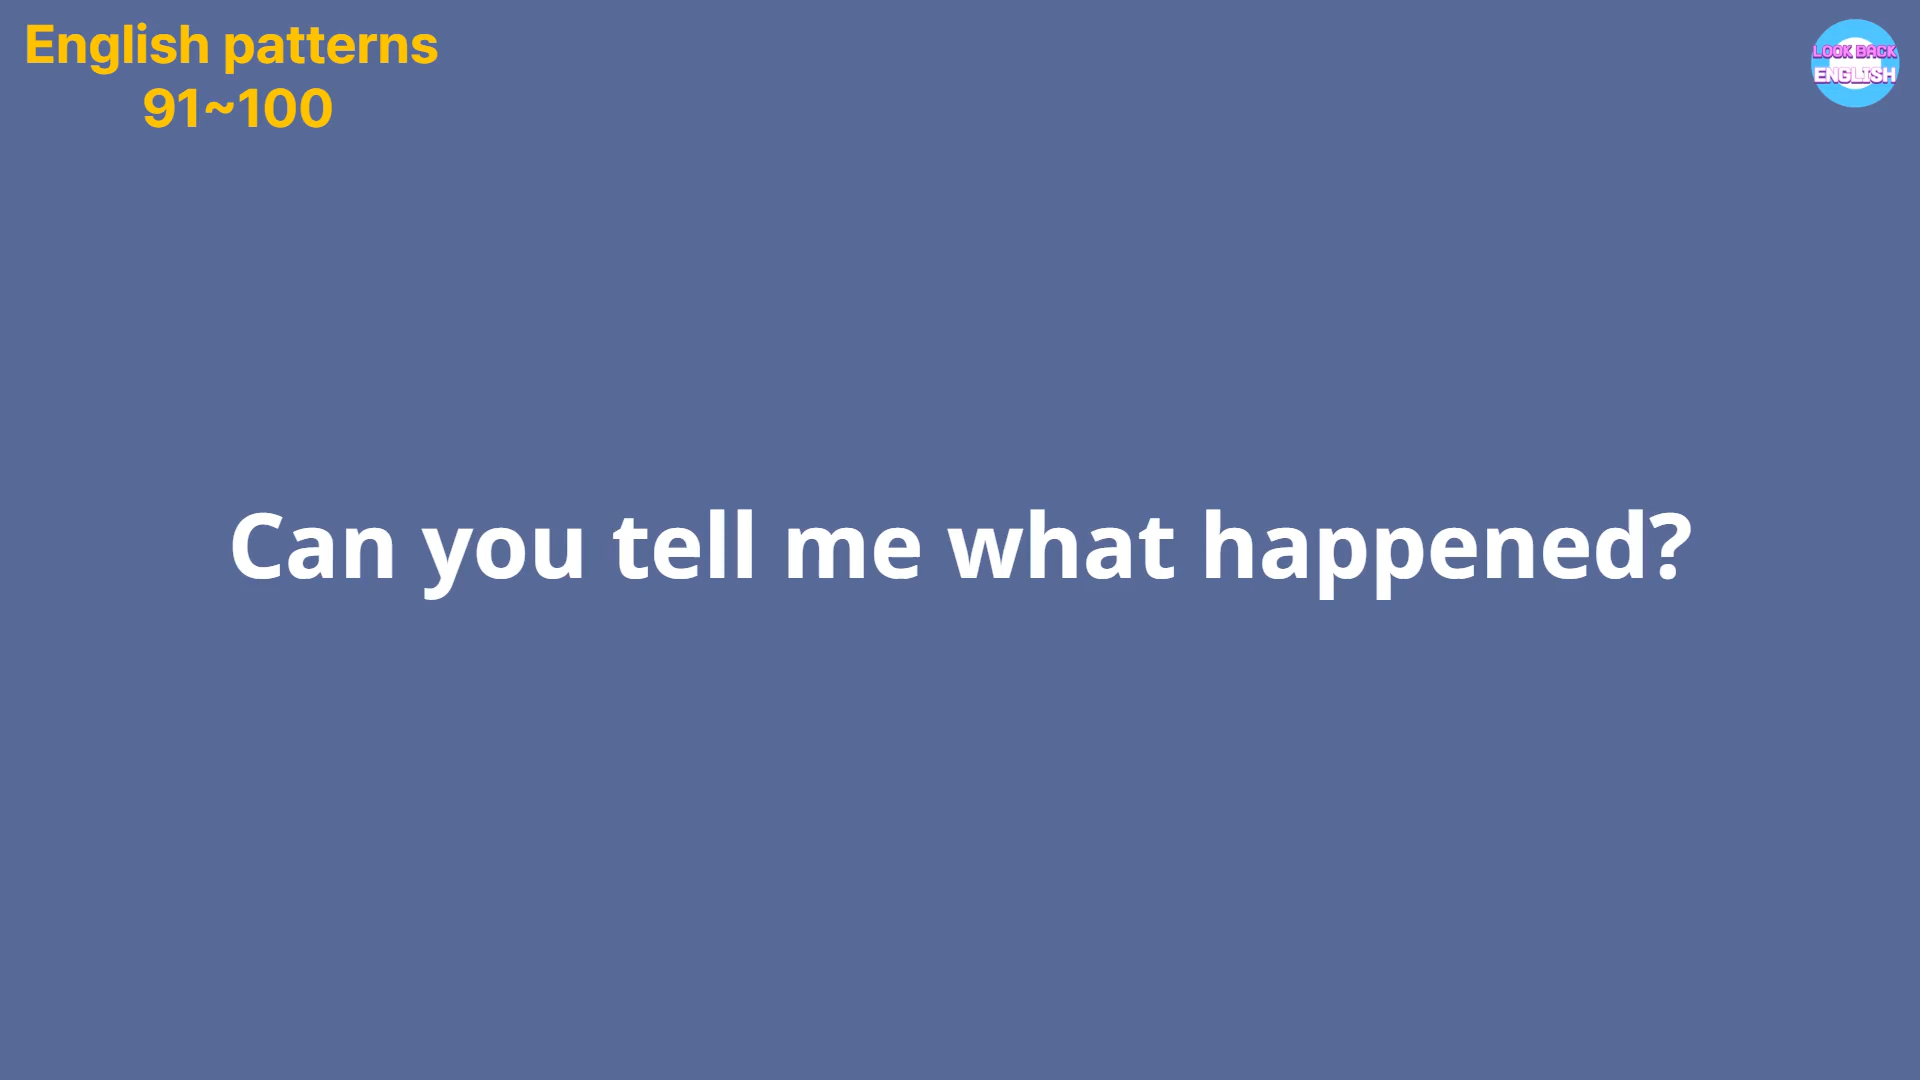 English patterns
91~100
LOOK BACK
ENGLISH
Can you tell me what happened?